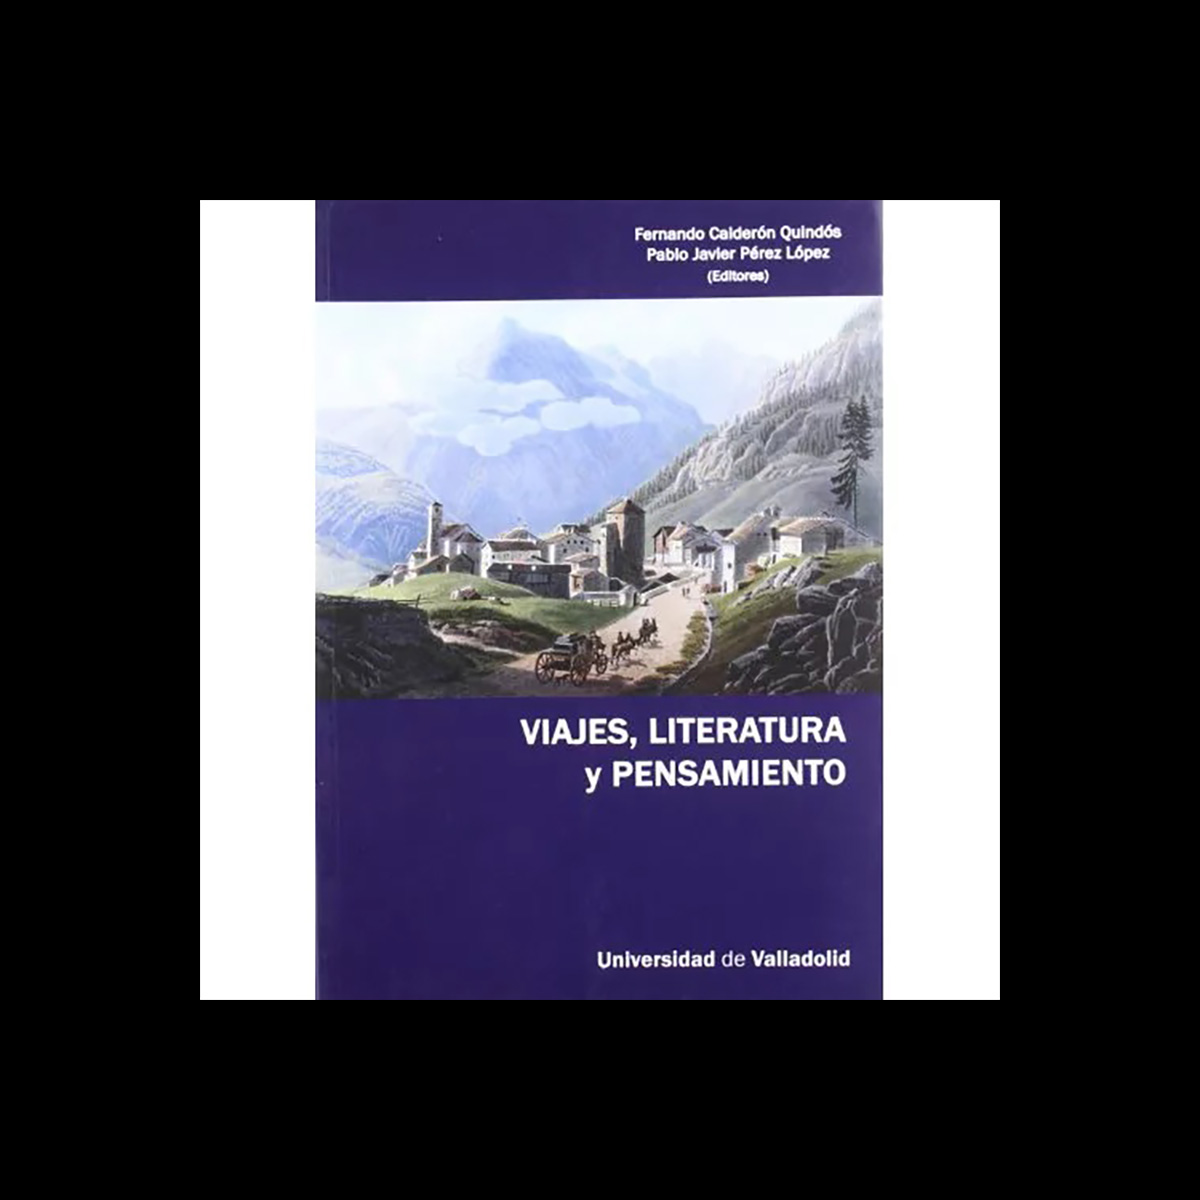 Fernando Calderón Quindós
Pablo Javier Pérez López
(Editores)
VIAJES, LITERATURA
y PENSAMIENTO
Universidad de Valladolid